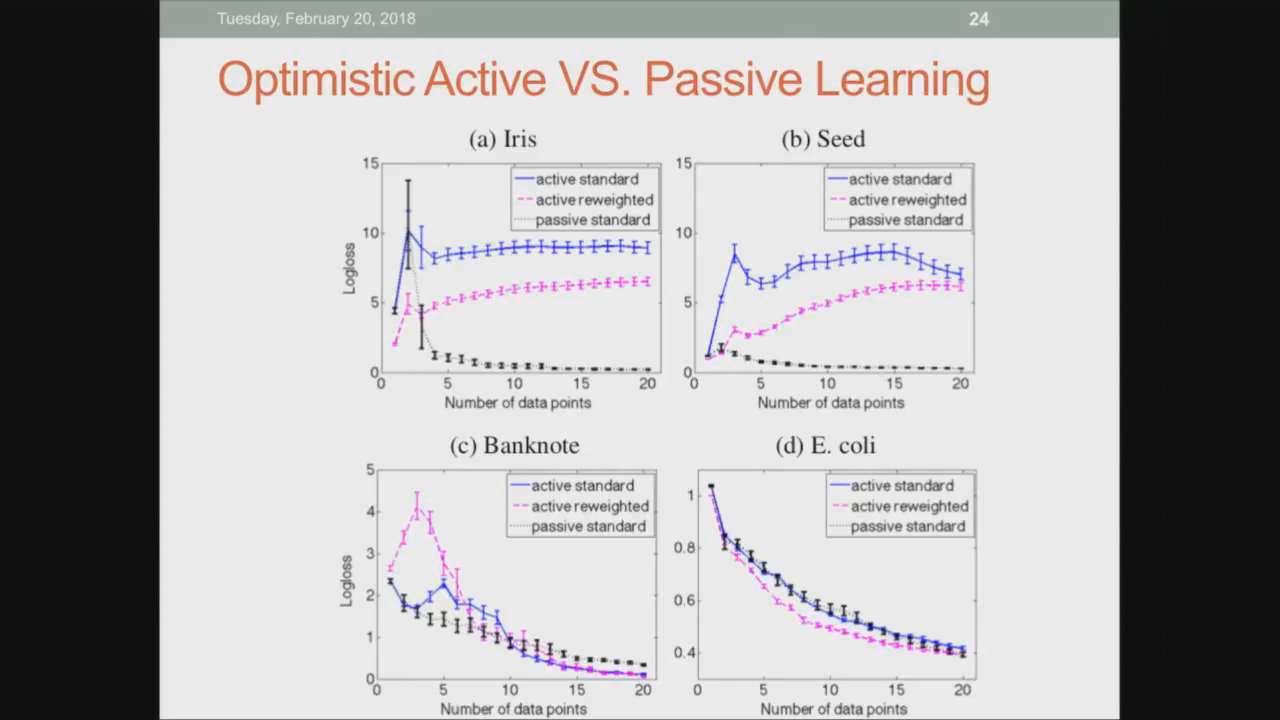 Tuesday, February 20, 2018
24
Optimistic Active VS. Passive Learning
(a) Iris
15
10
5
0
Logloss
active standard
active reweighted
passive standard
0 5 10 15 20
Number of data points
(b) Seed
15
10
5
0
active standard
active reweighted
passive standard
0 5 10 15 20
Number of data points
(c) Banknote
5
4
3
2
1
0
Logloss
active standard
active reweighted
passive standard
0 5 10 15 20
Number of data points
(d) E. coli
1
0.8
0.6
0.4
active standard
active reweighted
passive standard
0 5 10 15 20
Number of data points